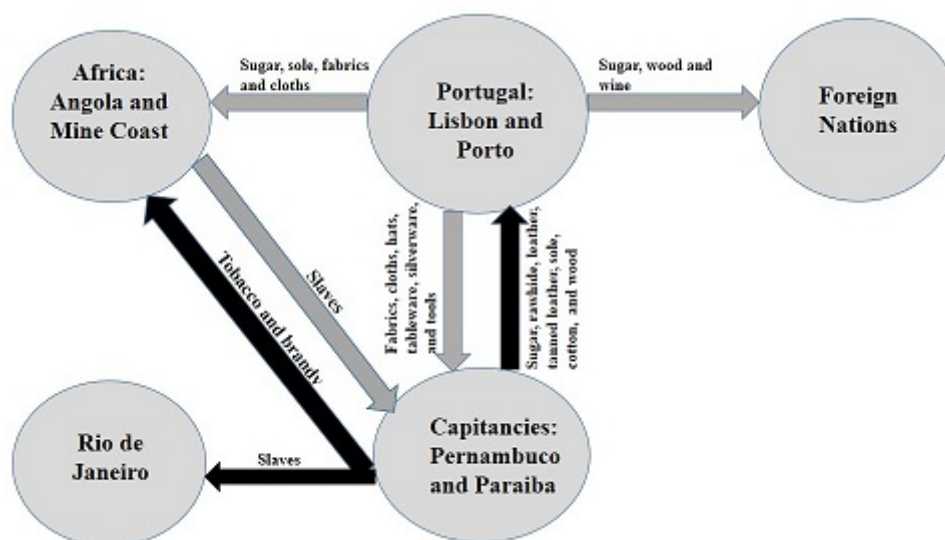 Africa:
Angola and
Mine Coast
Sugar, sole, fabrics
and cloths
Portugal:
Lisbon and
Porto
Sugar, wood and
wine
Foreign
Nations
Slaves
Tobacco and brandy
Fabrics, cloths, hats,
tableware, silverware,
and tools
Sugar, rawhide, leather,
tanned leather, sole,
cotton, and wood
Rio de
Janeiro
Slaves
Capitancies:
Pernambuco
and Paraiba